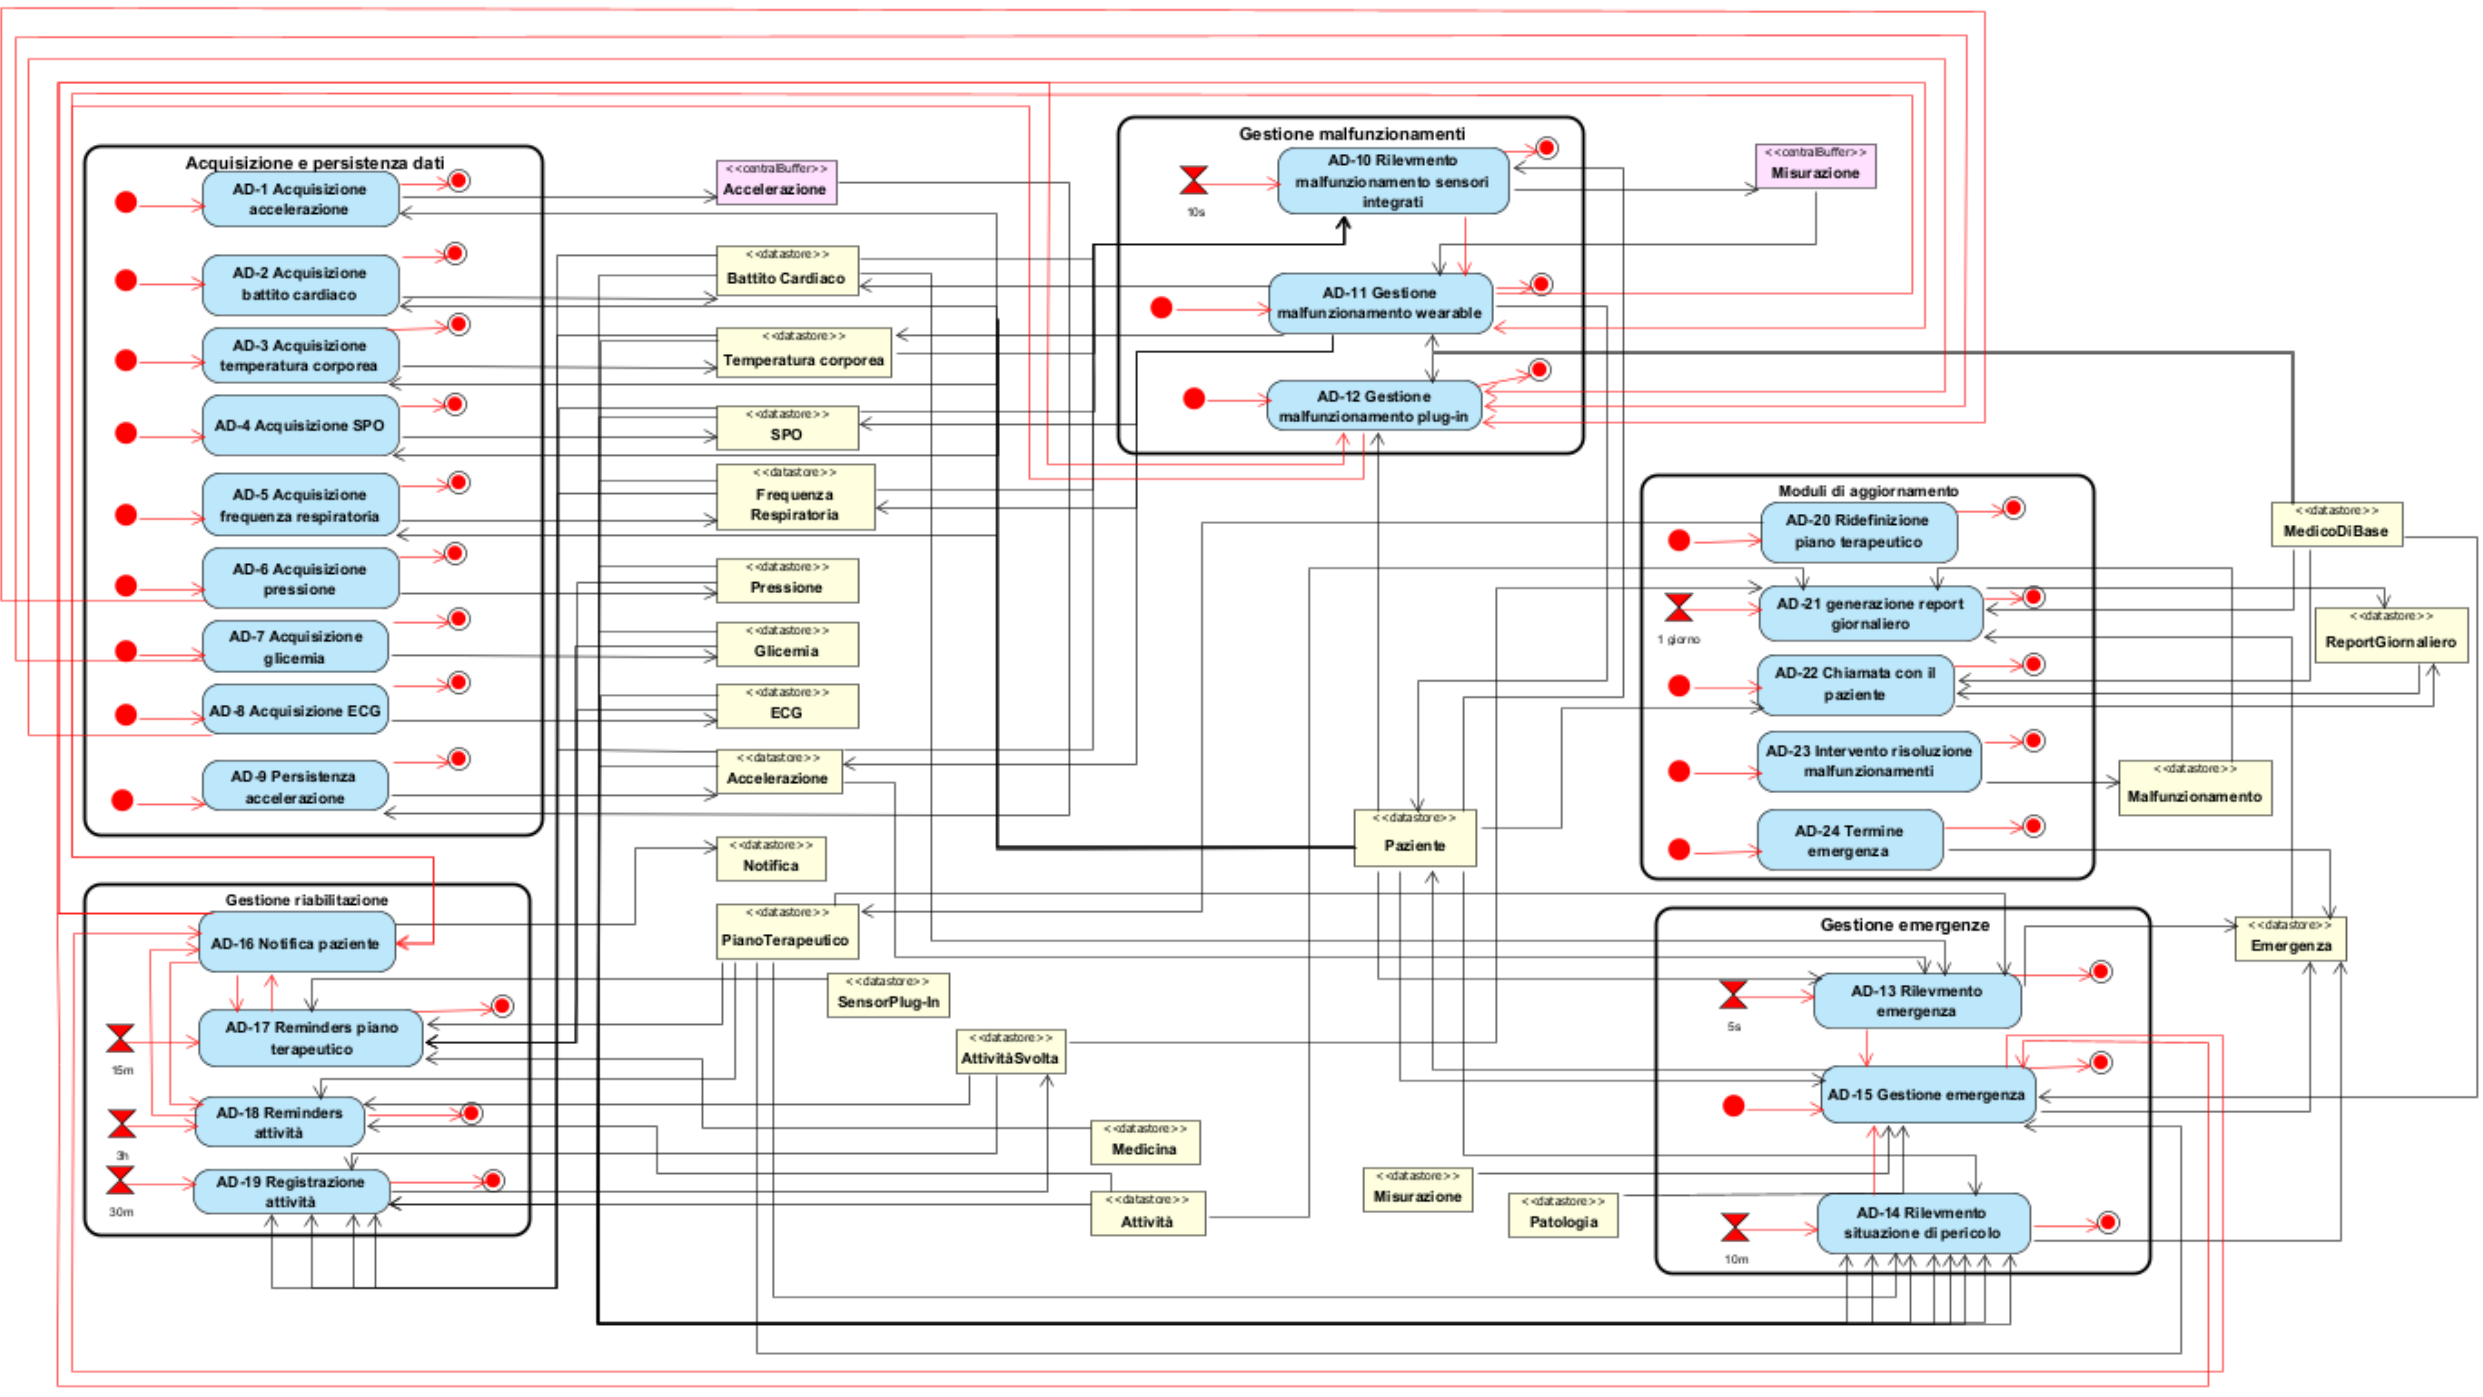 Acquisizione e persistenza dati
AD-1 Acquisizione
accelerazione
AD-2 Acquisizione
battito cardiaco
AD-3 Acquisizione
temperatura corporea
AD-4 Acquisizione SPO
AD-5 Acquisizione
frequenza respiratoria
AD-6 Acquisizione
pressione
AD-7 Acquisizione
glicemia
AD-8 Acquisizione ECG
AD-9 Persistenza
accelerazione
Gestione riabilitazione
AD-16 Notifica paziente
AD-17 Reminders piano
terapeutico
15m
AD-18 Reminders
attività
3h
AD-19 Registrazione
attività
30m
<<centralBuffer>>
Accelerazione
<<datastore>>
Battito Cardiaco
<<datastore>>
Temperatura corporea
<<datastore>>
SPO
<<datastore>>
Frequenza
Respiratoria
<<datastore>>
Pressione
<<datastore>>
Glicemia
<<datastore>>
ECG
<<datastore>>
Accelerazione
<<datastore>>
Notifica
<<datastore>>
PianoTerapeutico
<<datastore>>
SensorPlug-In
<<datastore>>
AttivitàSvolta
<<datastore>>
Medicina
<<datastore>>
Attività
Gestione malfunzionamenti
AD-10 Rilevmento
malfunzionamento sensori
integrati
10s
AD-11 Gestione
malfunzionamento wearable
AD-12 Gestione
malfunzionamento plug-in
<<centralBuffer>>
Misurazione
<<datastore>>
Paziente
<<datastore>>
Misurazione
<<datastore>>
Patologia
Moduli di aggiornamento
AD-20 Ridefinizione
piano terapeutico
AD-21 generazione report
giornaliero
1 giorno
AD-22 Chiamata con il
paziente
AD-23 Intervento risoluzione
malfunzionamenti
AD-24 Termine
emergenza
<<datastore>>
MedicoDiBase
<<datastore>>
ReportGiornaliero
<<datastore>>
Malfunzionamento
<<datastore>>
Emergenza
Gestione emergenze
AD-13 Rilevmento
emergenza
5s
AD-15 Gestione emergenza
AD-14 Rilevmento
situazione di pericolo
10m